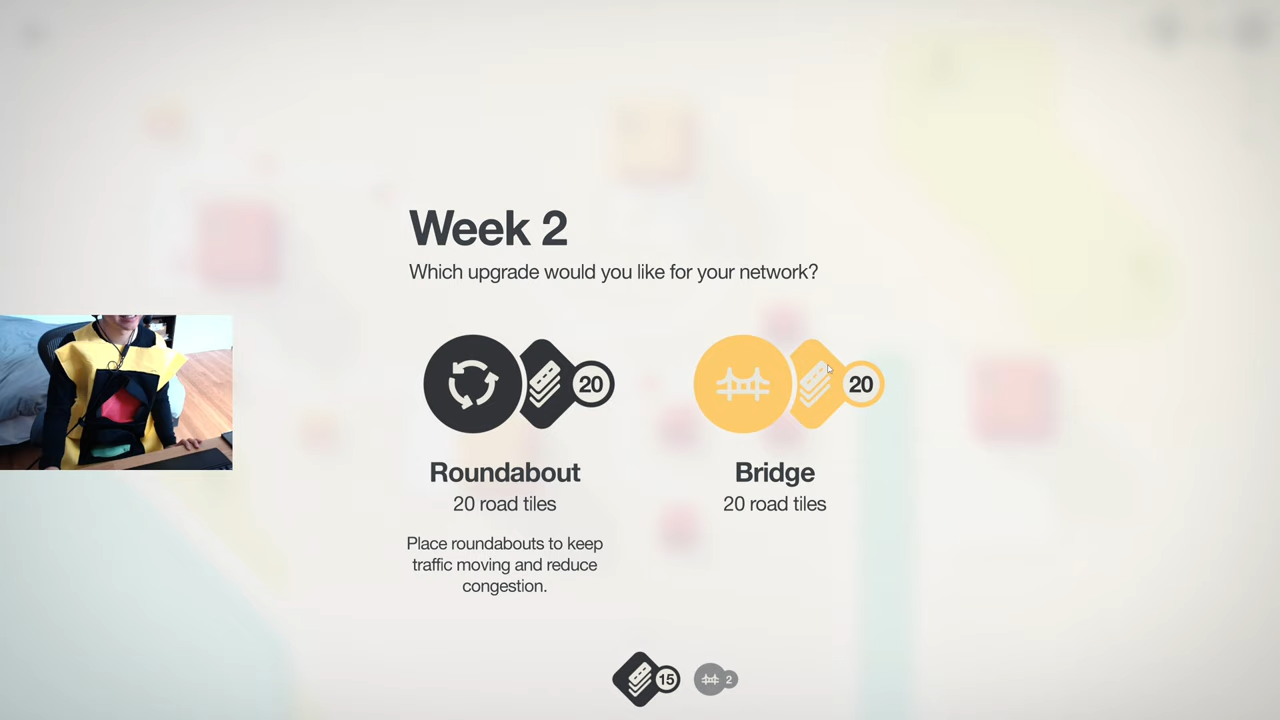 Week 2
Which upgrade would you like for your network?
20
20
Roundabout
Bridge
20 road tiles
20 road tiles
Place roundabouts to keep
traffic moving and reduce
congestion.
15
2